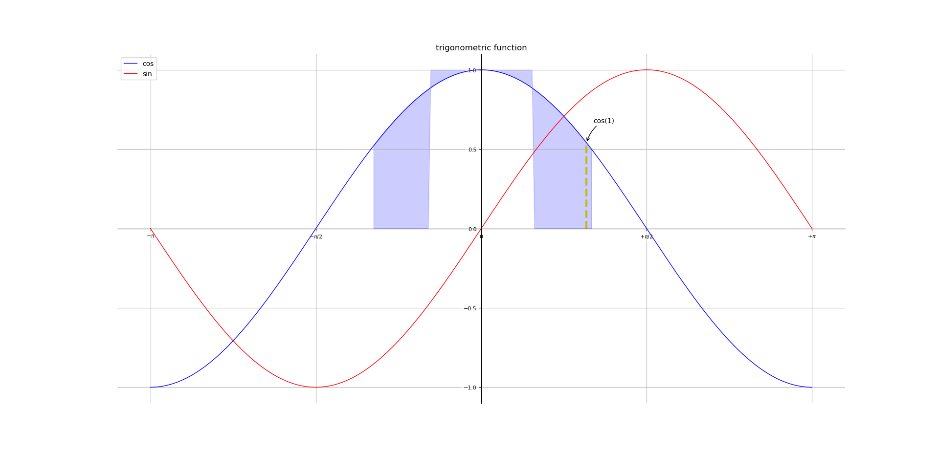 trigonometric function
cos
sin
1.0
cos(1)
0.5
0.0
−π
−π/2
0
+π/2
+π
−0.5
−1.0